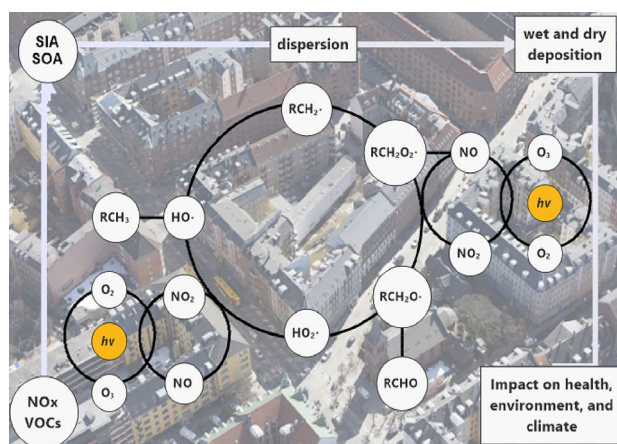 SIA
SOA
dispersion
wet and dry
deposition
RCH₂·
RCH₂O₂·
NO
O₃
hv
RCH₃
HO·
NO₂
O₂
O₂
NO₂
RCH₂O·
hv
HO₂·
O₃
NO
RCHO
NOx
VOCs
Impact on health,
environment, and
climate